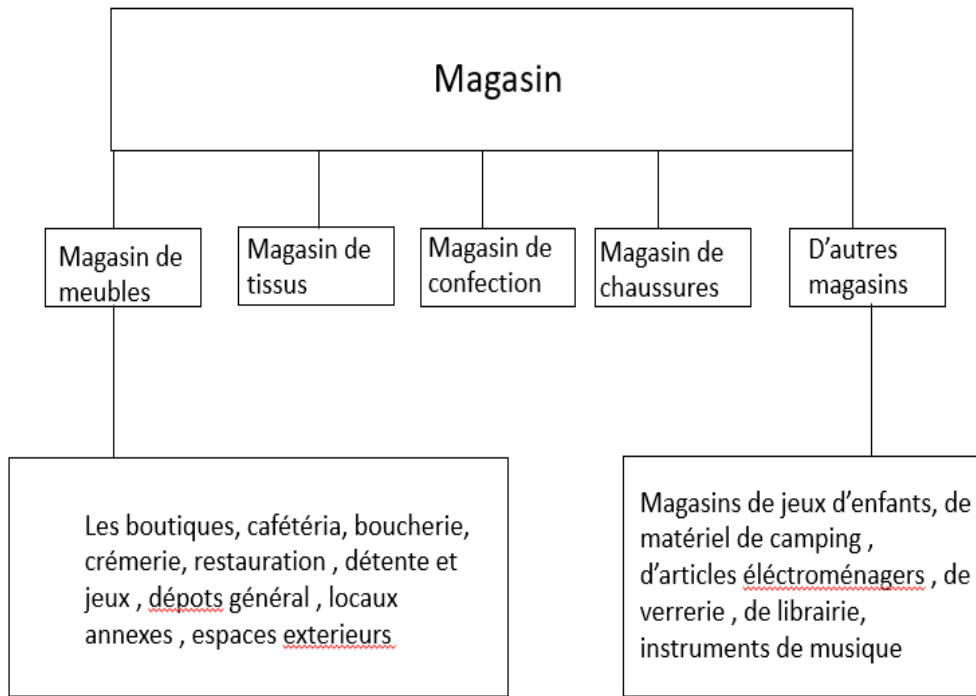 Magasin
Magasin de
meubles
Magasin de
tissus
Magasin de
confection
Magasin de
chaussures
D'autres
magasins
Les boutiques, cafétéria, boucherie,
crémerie, restauration , détente et
jeux , dépots général , locaux
annexes , espaces exterieurs
Magasins de jeux d'enfants, de
matériel de camping ,
d'articles éléctroménagers , de
verrerie , de librairie,
instruments de musique